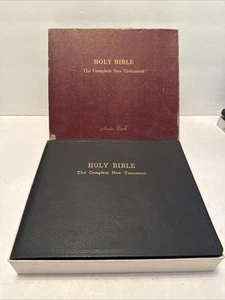 HOLY BIBLE
The Complete New Testament
Audio Book
HOLY BIBLE
The Complete New Testament